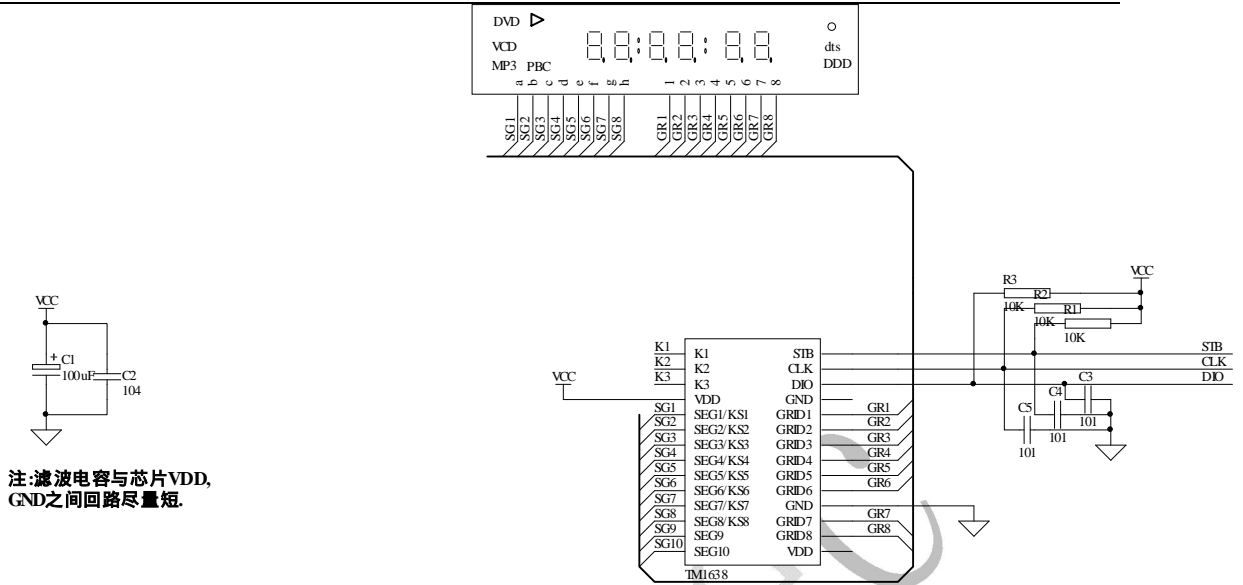 DVD
VCD
MP3 PBC
dts
DDD
a b c d e f g h 1 2 3 4 5 6 7 8
SG1 SG2 SG3 SG4 SG5 SG6 SG7 SG8 GR1 GR2 GR3 GR4 GR5 GR6 GR7 GR8
VCC
+
C1
100uF
C2
104
注:滤波电容与芯片VDD,
GND之间回路尽量短.
VCC
R3
10K
R2
10K
R1
10K
VCC
K1 K1 STB STB
K2 K2 CLK CLK
K3 K3 DIO DIO
VDD GND
SG1 SEG1/KS1 GRID1 GR1
SG2 SEG2/KS2 GRID2 GR2
SG3 SEG3/KS3 GRID3 GR3
SG4 SEG4/KS4 GRID4 GR4
SG5 SEG5/KS5 GRID5 GR5
SG6 SEG6/KS6 GRID6 GR6
SG7 SEG7/KS7 GND
SG8 SEG8/KS8 GRID7 GR7
SG9 SEG9 GRID8 GR8
SG10 SEG10 VDD
TM1638
C3
101
C4
101
C5
101